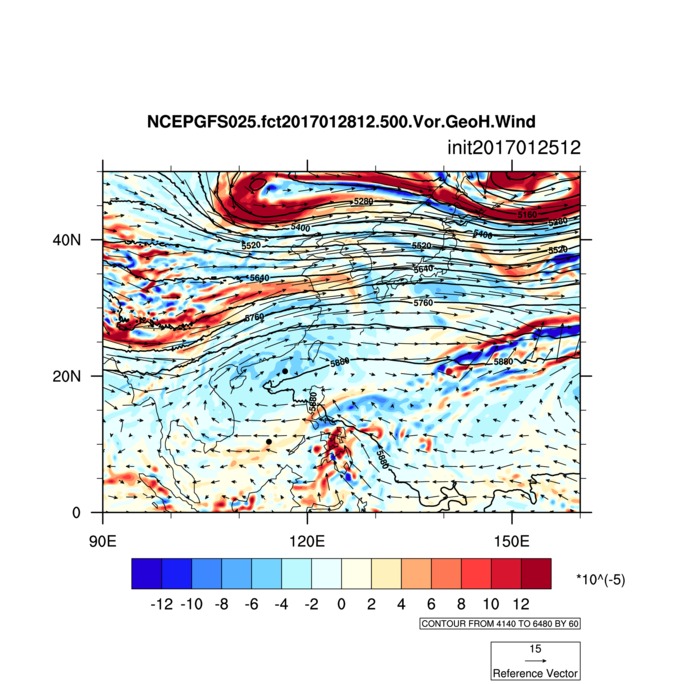 NCEPGFS025.fct2017012812.500.Vor.GeoH.Wind
init2017012512
5280
5160
5280
5400
5400
5520
5520
5520
40N
5640
5640
5760
5760
5880
5880
20N
5880
5880
0
90E 120E 150E
-12 -10 -8 -6 -4 -2 0 2 4 6 8 10 12
*10^(-5)
CONTOUR FROM 4140 TO 6480 BY 60
15
Reference Vector